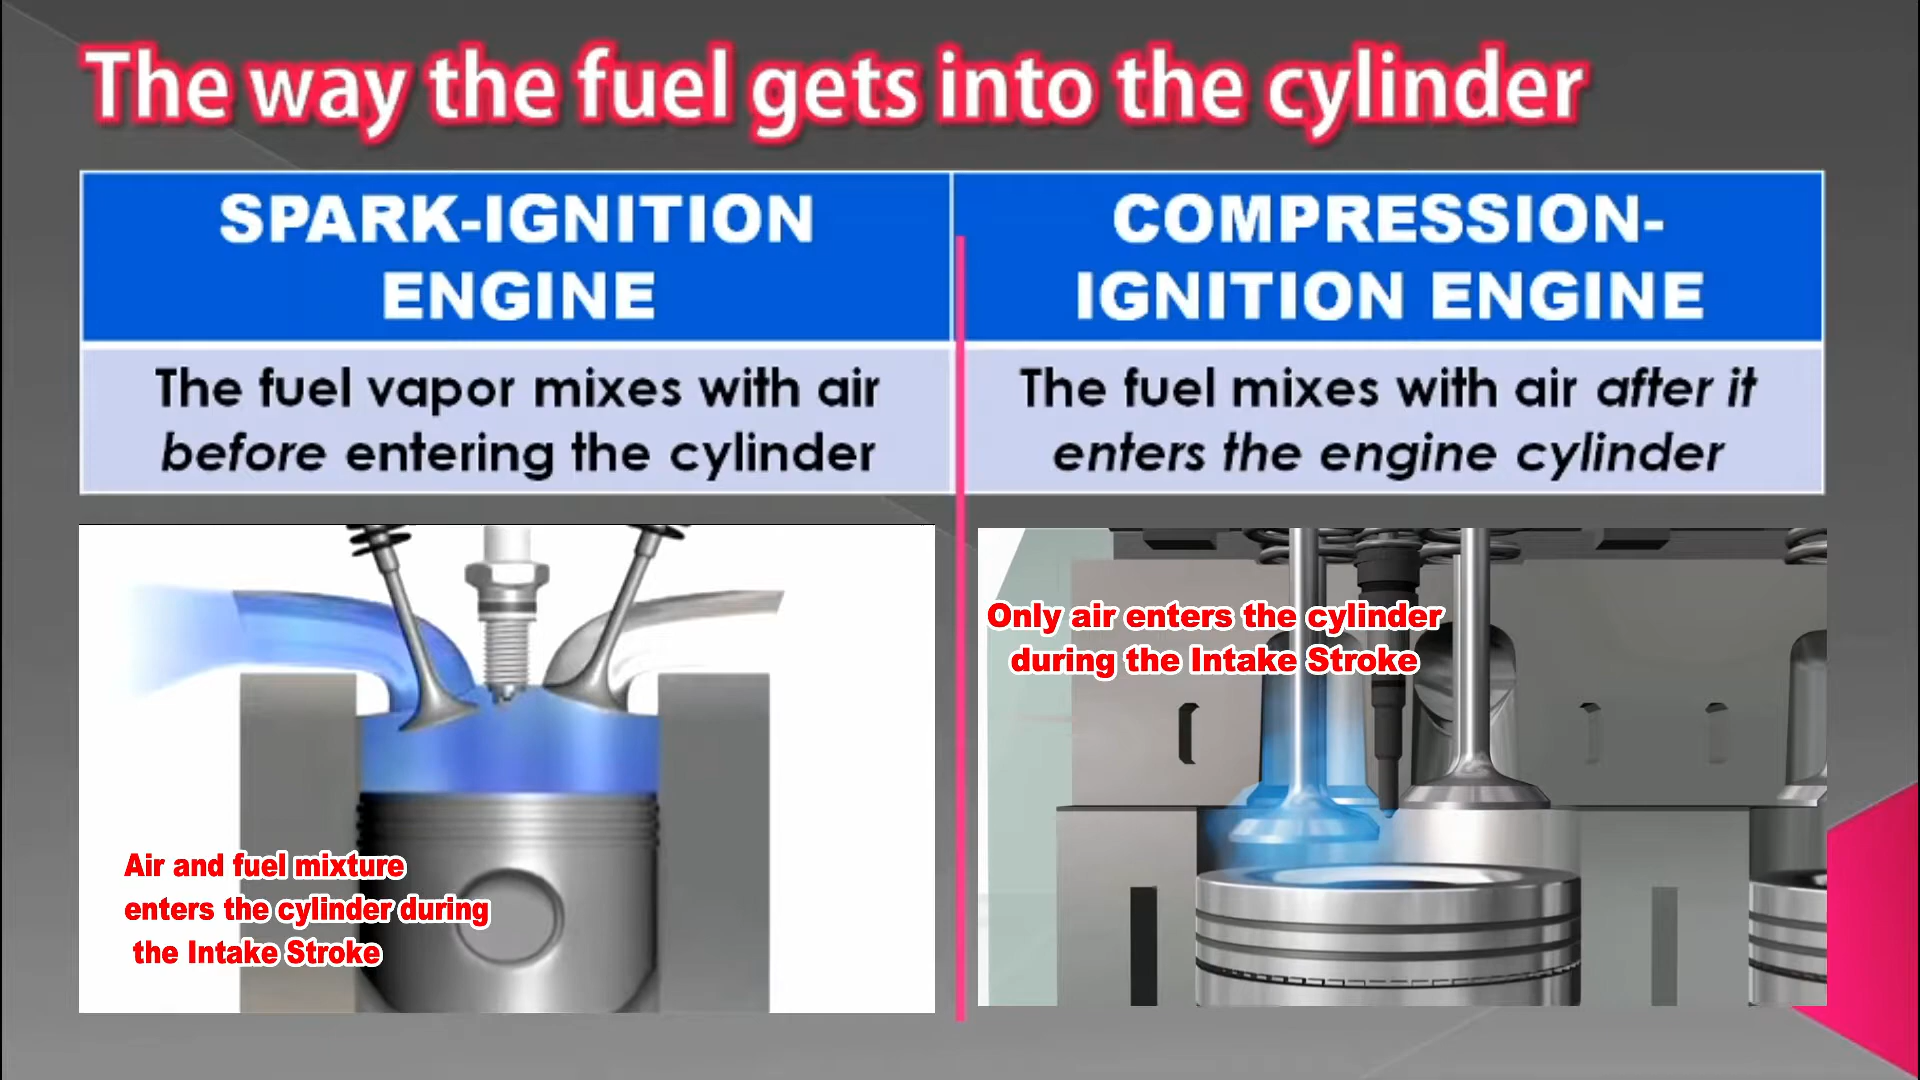 The way the fuel gets into the cylinder
SPARK-IGNITION
ENGINE
COMPRESSION-
IGNITION ENGINE
The fuel vapor mixes with air
before entering the cylinder
The fuel mixes with air after it
enters the engine cylinder
Air and fuel mixture
enters the cylinder during
the Intake Stroke
Only air enters the cylinder
during the Intake Stroke